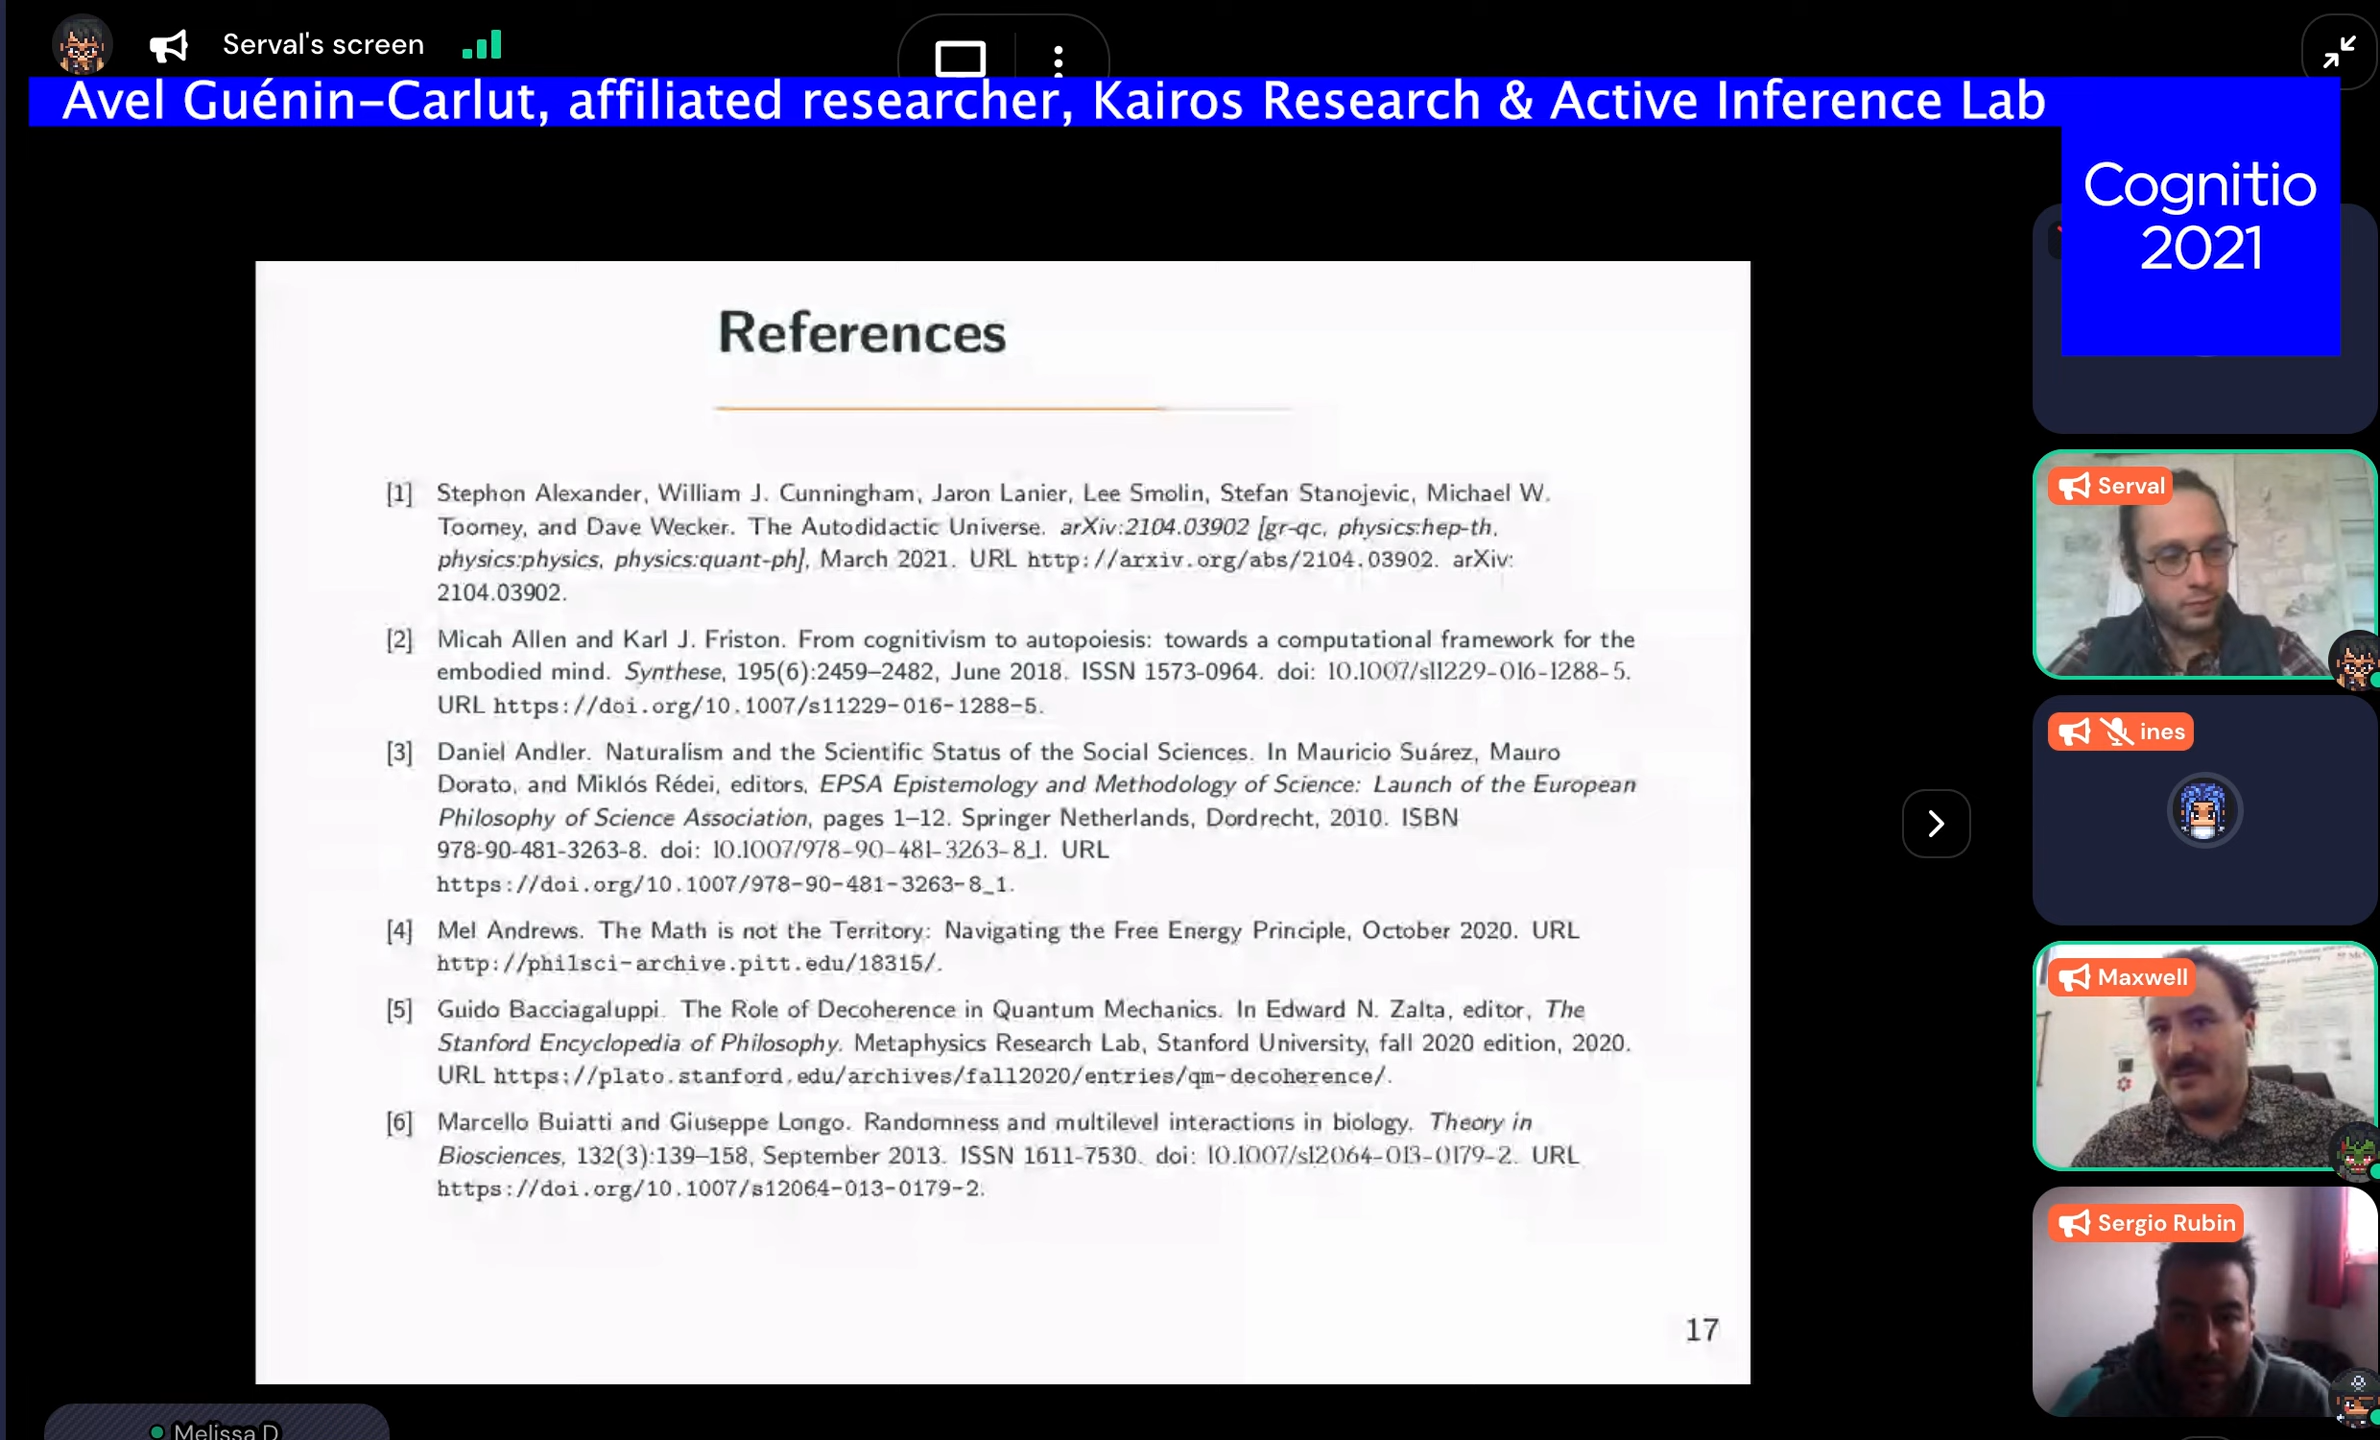 Serval's screen
Avel Guénin-Carlut, affiliated researcher, Kairos Research & Active Inference Lab
Cognitio
2021
References
[1] Stephon Alexander, William J. Cunningham, Jaron Lanier, Lee Smolin, Stefan Stanojevic, Michael W.
Toomey, and Dave Wecker. The Autodidactic Universe. arXiv:2104.03902 [gr-qc, physics:hep-th,
physics:physics, physics:quant-ph], March 2021. URL http://arxiv.org/abs/2104.03902. arXiv:
2104.03902.
[2] Micah Allen and Karl J. Friston. From cognitivism to autopoiesis: towards a computational framework for the
embodied mind. Synthese, 195(6):2459–2482, June 2018. ISSN 1573-0964. doi: 10.1007/s11229-016-1288-5.
URL https://doi.org/10.1007/s11229-016-1288-5.
[3] Daniel Andler. Naturalism and the Scientific Status of the Social Sciences. In Mauricio Suárez, Mauro
Dorato, and Miklós Rédei, editors, EPSA Epistemology and Methodology of Science: Launch of the European
Philosophy of Science Association, pages 1–12. Springer Netherlands, Dordrecht, 2010. ISBN
978-90-481-3263-8. doi: 10.1007/978-90-481-3263-8_1. URL
https://doi.org/10.1007/978-90-481-3263-8_1.
[4] Mel Andrews. The Math is not the Territory: Navigating the Free Energy Principle, October 2020. URL
http://philsci-archive.pitt.edu/18315/.
[5] Guido Bacciagaluppi. The Role of Decoherence in Quantum Mechanics. In Edward N. Zalta, editor, The
Stanford Encyclopedia of Philosophy. Metaphysics Research Lab, Stanford University, fall 2020 edition, 2020.
URL https://plato.stanford.edu/archives/fall2020/entries/qm-decoherence/.
[6] Marcello Buiatti and Giuseppe Longo. Randomness and multilevel interactions in biology. Theory in
Biosciences, 132(3):139–158, September 2013. ISSN 1611-7530. doi: 10.1007/s12064-013-0179-2. URL
https://doi.org/10.1007/s12064-013-0179-2.
17
Serval
ines
Maxwell
Sergio Rubin
Melissa D